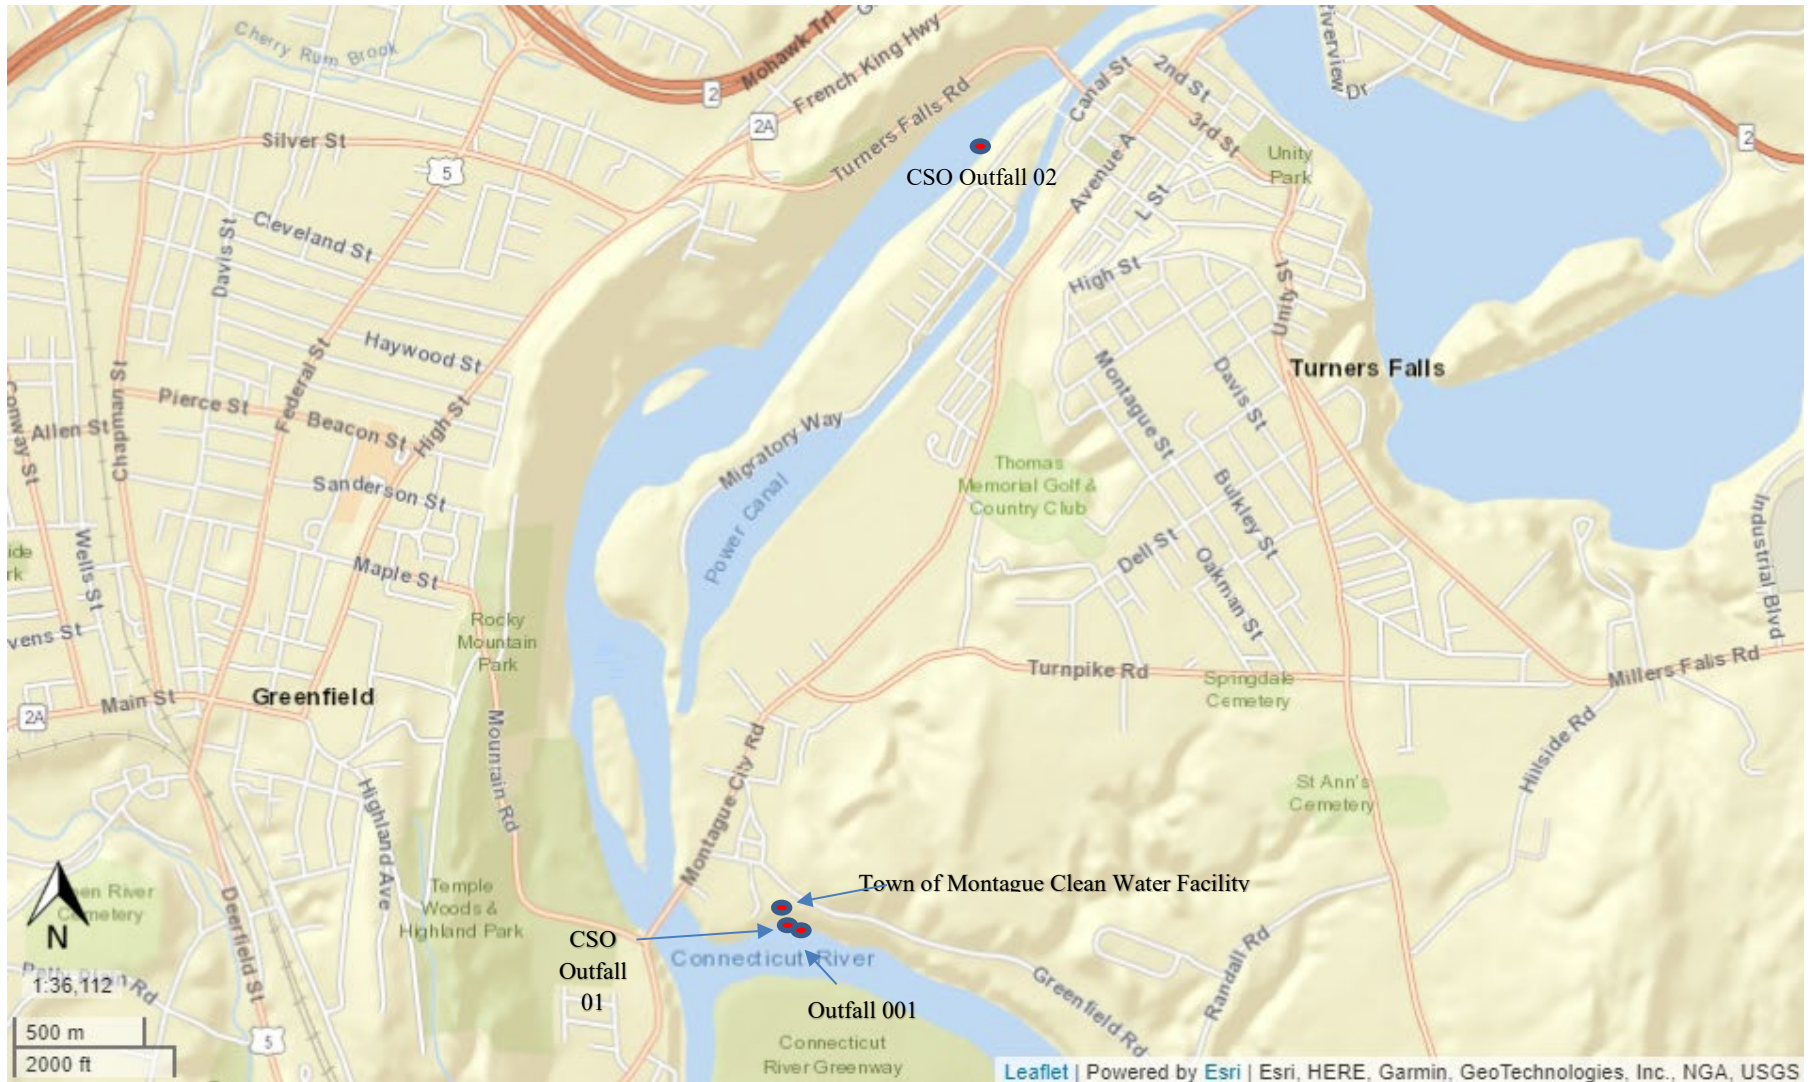 Cherry Rum Brook
Mohawk Trl
French King Hwy
2
2A
Turners Falls Rd
Canal St
2nd St
3rd St
Riverview
Dr
2
Silver St
5
CSO Outfall 02
Avenue A
L St
Unity
Park
Davis St
Cleveland St
High St
Unity St
Haywood St
Federal St
Turners Falls
Pierce St
Beacon St
High St
Allen St
Chapman St
Conway St
Migratory Way
Power Canal
Montague St
Davis St
Thomas
Memorial Golf &
Country Club
Bulkley St
Sanderson St
Maple St
Wells St
Dell St
Oakman St
Industrial Blvd
ide
rk
vens St
Rocky
Mountain
Park
Turnpike Rd
Springdale
Cemetery
Millers Falls Rd
Main St
Greenfield
2A
Mountain Rd
Montague City Rd
Hillside Rd
St Ann's
Cemetery
Highland Ave
Deerfield St
Temple
Woods &
Highland Park
een River
Cemetery
N
Town of Montague Clean Water Facility
CSO
Outfall
01
Connecticut River
Outfall 001
Randall Rd
Greenfield Rd
Petty Plain Rd
1:36,112
500 m
2000 ft
5
Connecticut
River Greenway
Leaflet | Powered by Esri | Esri, HERE, Garmin, GeoTechnologies, Inc., NGA, USGS